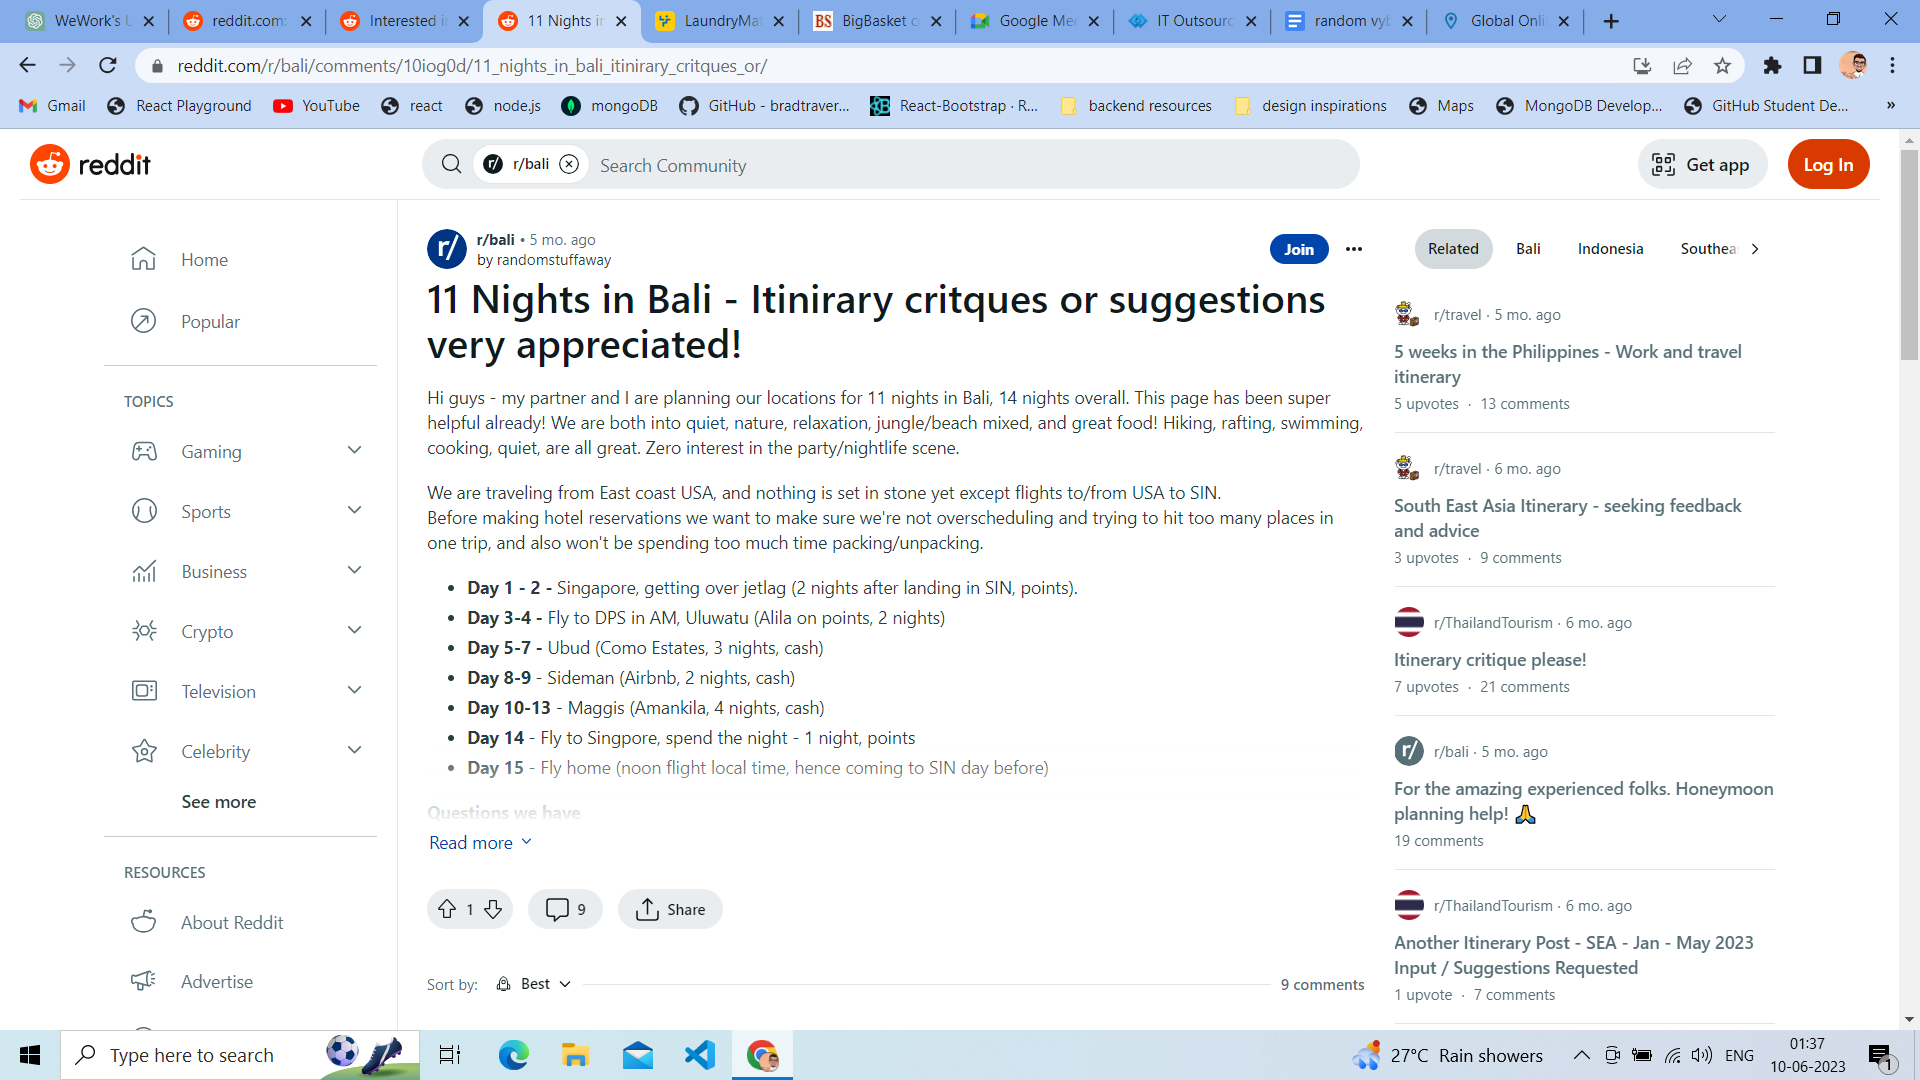 WeWork's U
reddit.com:
Interested i
11 Nights in
LaundryMat
BigBasket c
Google Mee
IT Outsourc
random vyb
Global Onli
reddit.com/r/bali/comments/10iog0d/11_nights_in_bali_itinirary_critques_or/
Gmail
React Playground
YouTube
react
node.js
mongoDB
GitHub - bradtraver...
React-Bootstrap · R...
backend resources
design inspirations
Maps
MongoDB Develop...
GitHub Student De...
»
reddit
r/bali
Search Community
Get app
Log In
Home
Popular
TOPICS
Gaming
Sports
Business
Crypto
Television
Celebrity
See more
RESOURCES
About Reddit
Advertise
r/bali • 5 mo. ago
by randomstuffaway
Join
11 Nights in Bali - Itinirary critques or suggestions
very appreciated!
Hi guys - my partner and I are planning our locations for 11 nights in Bali, 14 nights overall. This page has been super
helpful already! We are both into quiet, nature, relaxation, jungle/beach mixed, and great food! Hiking, rafting, swimming,
cooking, quiet, are all great. Zero interest in the party/nightlife scene.
We are traveling from East coast USA, and nothing is set in stone yet except flights to/from USA to SIN.
Before making hotel reservations we want to make sure we're not overscheduling and trying to hit too many places in
one trip, and also won't be spending too much time packing/unpacking.
• Day 1 - 2 - Singapore, getting over jetlag (2 nights after landing in SIN, points).
• Day 3-4 - Fly to DPS in AM, Uluwatu (Alila on points, 2 nights)
• Day 5-7 - Ubud (Como Estates, 3 nights, cash)
• Day 8-9 - Sideman (Airbnb, 2 nights, cash)
• Day 10-13 - Maggis (Amankila, 4 nights, cash)
• Day 14 - Fly to Singpore, spend the night - 1 night, points
• Day 15 - Fly home (noon flight local time, hence coming to SIN day before)
Questions we have
Read more
1
9
Share
Sort by:
Best
9 comments
Related
Bali
Indonesia
Southea
r/travel · 5 mo. ago
5 weeks in the Philippines - Work and travel
itinerary
5 upvotes · 13 comments
r/travel · 6 mo. ago
South East Asia Itinerary - seeking feedback
and advice
3 upvotes · 9 comments
r/ThailandTourism · 6 mo. ago
Itinerary critique please!
7 upvotes · 21 comments
r/bali · 5 mo. ago
For the amazing experienced folks. Honeymoon
planning help! 🙏
19 comments
r/ThailandTourism · 6 mo. ago
Another Itinerary Post - SEA - Jan - May 2023
Input / Suggestions Requested
1 upvote · 7 comments
Type here to search
27°C Rain showers
ENG
01:37
10-06-2023
1